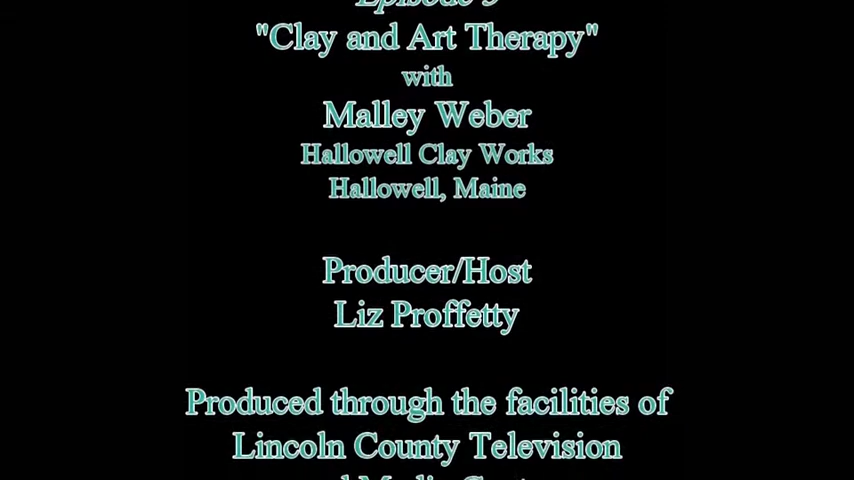 Episode
"Clay and Art Therapy"
with
Malley Weber
Hallowell Clay Works
Hallowell, Maine
Producer/Host
Liz Proffetty
Produced through the facilities of
Lincoln County Television